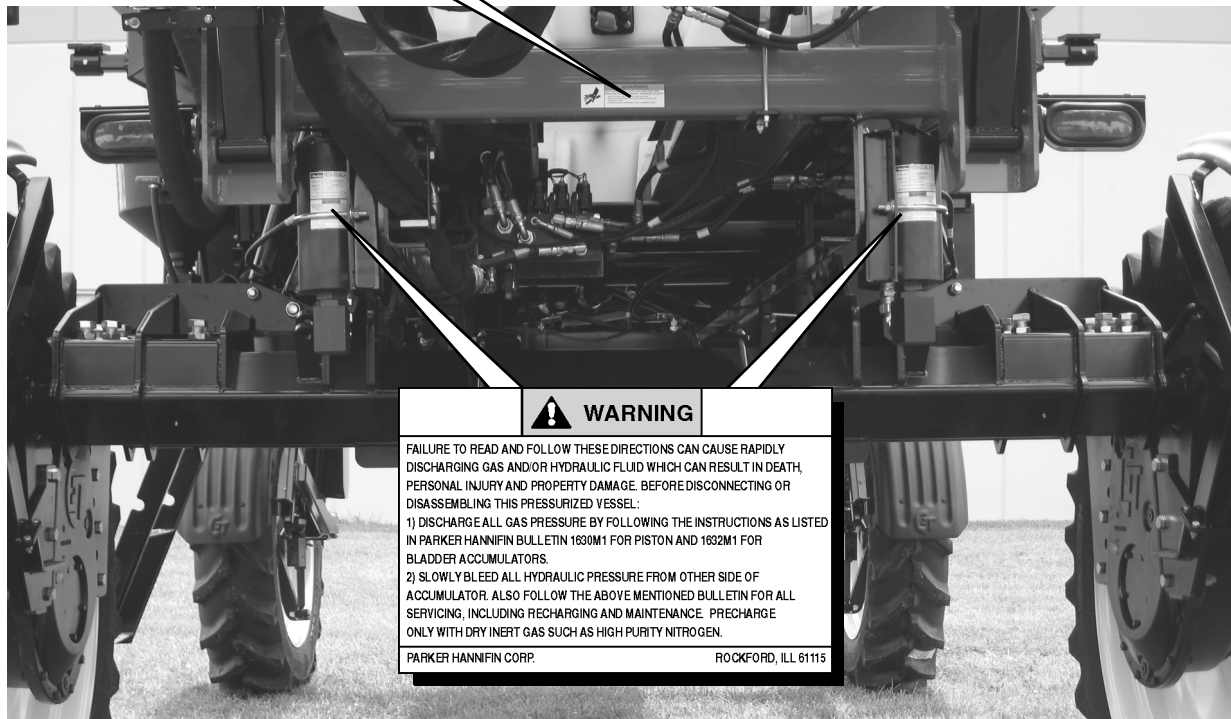 WARNING
FAILURE TO READ AND FOLLOW THESE DIRECTIONS CAN CAUSE RAPIDLY
DISCHARGING GAS AND/OR HYDRAULIC FLUID WHICH CAN RESULT IN DEATH,
PERSONAL INJURY AND PROPERTY DAMAGE. BEFORE DISCONNECTING OR
DISASSEMBLING THIS PRESSURIZED VESSEL:
1) DISCHARGE ALL GAS PRESSURE BY FOLLOWING THE INSTRUCTIONS AS LISTED
IN PARKER HANNIFIN BULLETIN 1630M1 FOR PISTON AND 1632M1 FOR
BLADDER ACCUMULATORS.
2) SLOWLY BLEED ALL HYDRAULIC PRESSURE FROM OTHER SIDE OF
ACCUMULATOR. ALSO FOLLOW THE ABOVE MENTIONED BULLETIN FOR ALL
SERVICING, INCLUDING RECHARGING AND MAINTENANCE. PRECHARGE
ONLY WITH DRY INERT GAS SUCH AS HIGH PURITY NITROGEN.
PARKER HANNIFIN CORP. ROCKFORD, ILL 61115